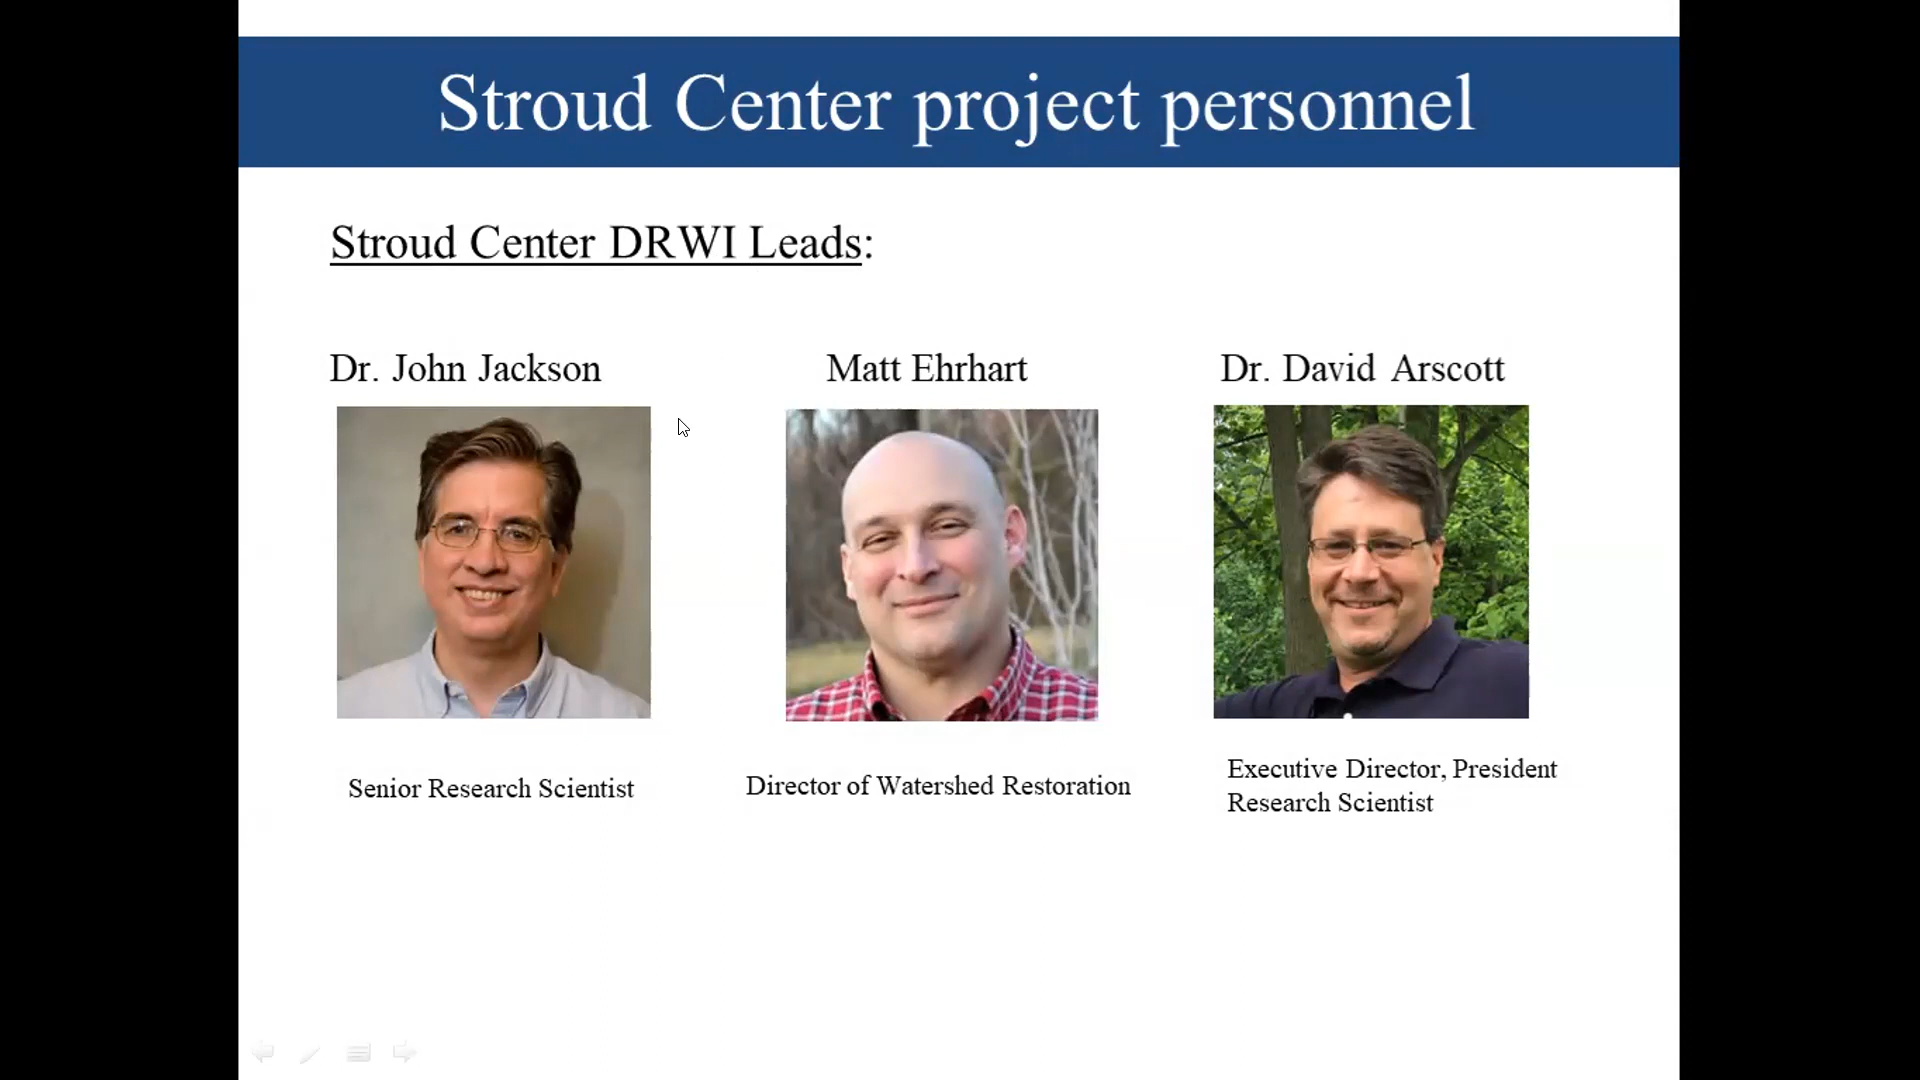 Stroud Center project personnel
Stroud Center DRWI Leads:
Dr. John Jackson
Matt Ehrhart
Dr. David Arscott
Senior Research Scientist
Director of Watershed Restoration
Executive Director, President
Research Scientist